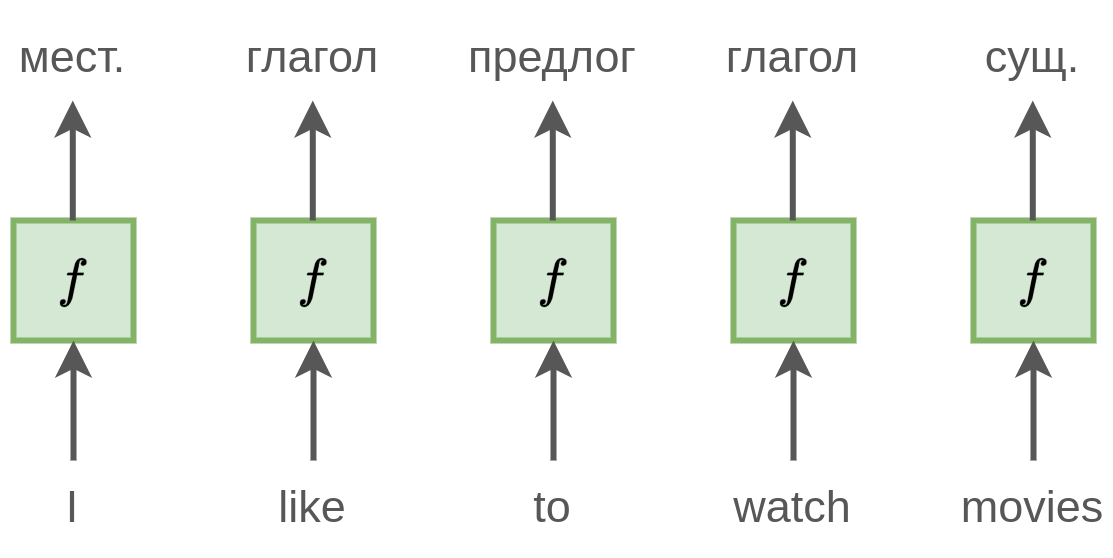 мест. глагол предлог глагол сущ.
f f f f f
I like to watch movies